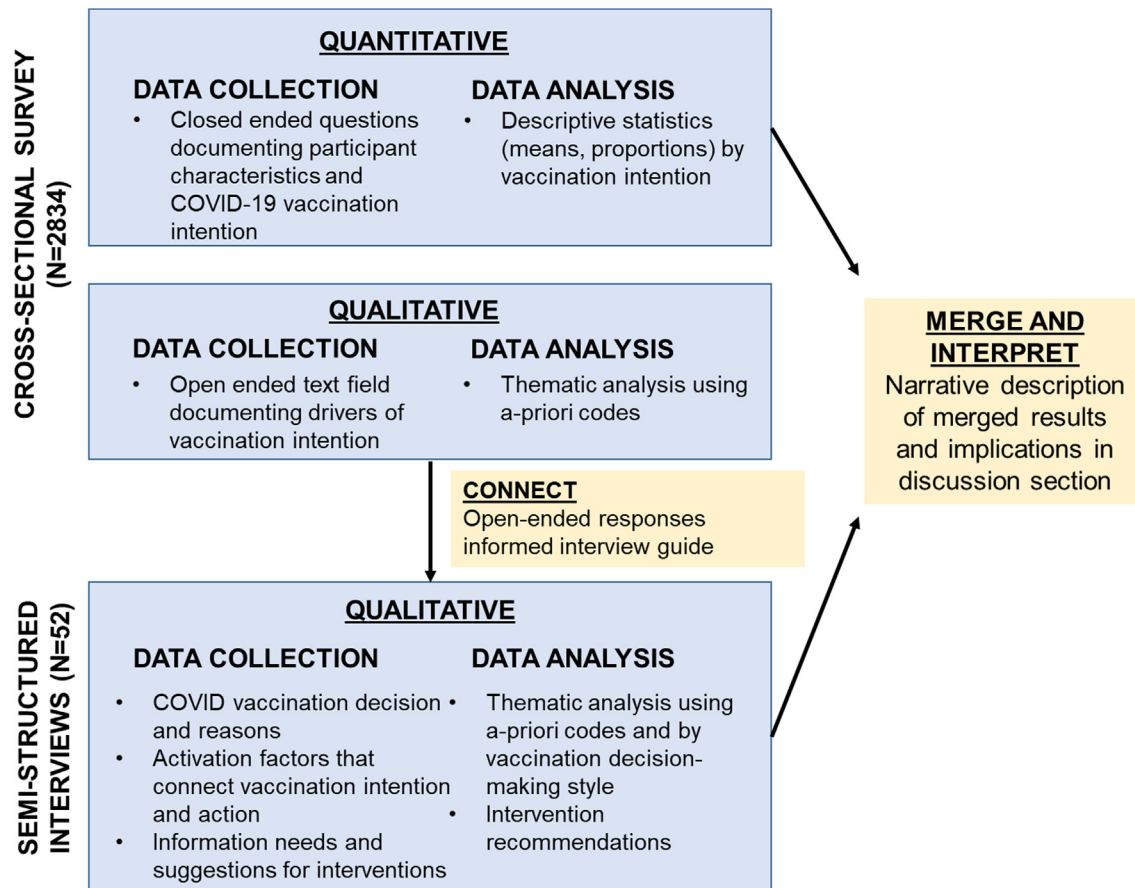 CROSS-SECTIONAL SURVEY
(N=2834)
QUANTITATIVE
DATA COLLECTION
• Closed ended questions
documenting participant
characteristics and
COVID-19 vaccination
intention
DATA ANALYSIS
• Descriptive statistics
(means, proportions) by
vaccination intention
QUALITATIVE
DATA COLLECTION
• Open ended text field
documenting drivers of
vaccination intention
DATA ANALYSIS
• Thematic analysis using
a-priori codes
CONNECT
Open-ended responses
informed interview guide
SEMI-STRUCTURED
INTERVIEWS (N=52)
QUALITATIVE
DATA COLLECTION
• COVID vaccination decision
and reasons
• Activation factors that
connect vaccination intention
and action
• Information needs and
suggestions for interventions
DATA ANALYSIS
• Thematic analysis using
a-priori codes and by
vaccination decision-
making style
• Intervention
recommendations
MERGE AND
INTERPRET
Narrative description
of merged results
and implications in
discussion section